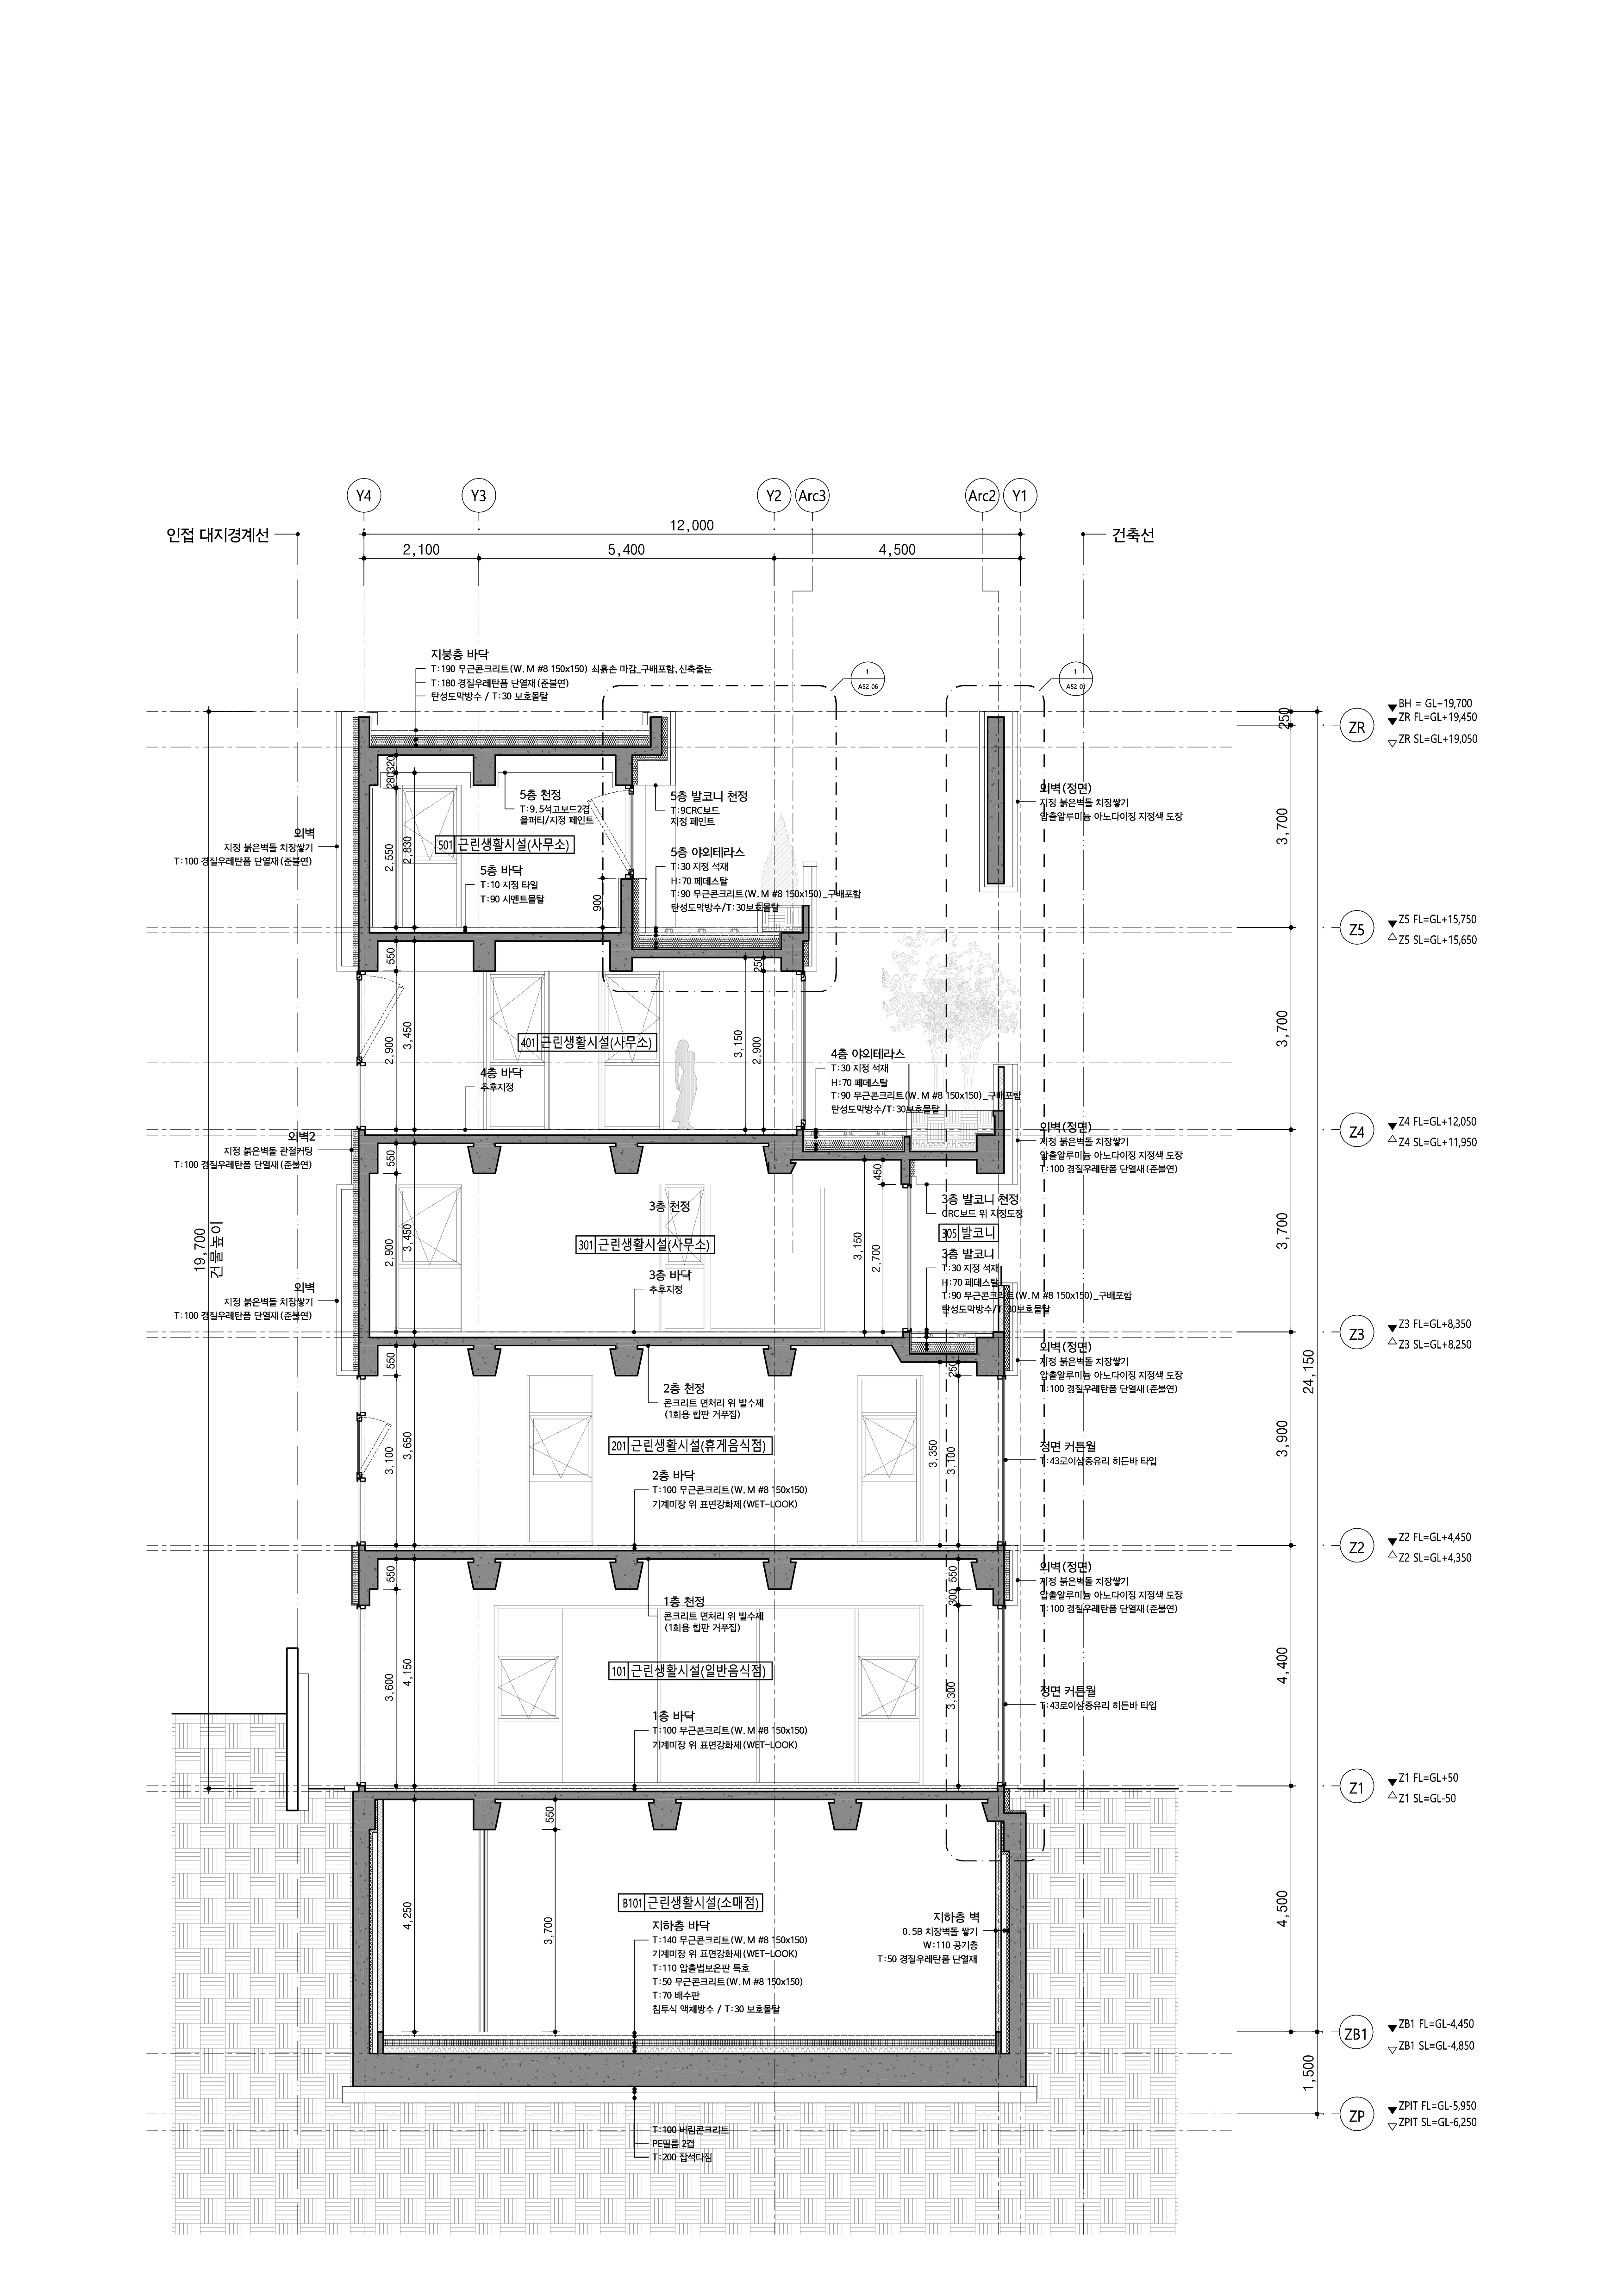 Y4
Y3
Y2
Arc3
Arc2
Y1
인접 대지경계선
12,000
건축선
2,100
5,400
4,500
지붕층 바닥
T:190 무근콘크리트(W.M #8 150x150) 쇠흙손 마감_구배포함,신축줄눈
T:180 경질우레탄폼 단열재(준불연)
탄성도막방수 / T:30 보호몰탈
1
A52-06
1
A52-01
BH = GL+19,700
ZR FL=GL+19,450
ZR SL=GL+19,050
ZR
250
320
280
5층 천정
T:9.5석고보드2겹
올퍼티/지정 페인트
5층 발코니 천정
T:9CRC보드
지정 페인트
외벽(정면)
지정 붉은벽돌 치장쌓기
압출알루미늄 아노다이징 지정색 도장
3,700
외벽
지정 붉은벽돌 치장쌓기
T:100 경질우레탄폼 단열재(준불연)
2,550
2,830
501 근린생활시설(사무소)
5층 바닥
T:10 지정 타일
T:90 시멘트몰탈
900
5층 야외테라스
T:30 지정 석재
H:70 페데스탈
T:90 무근콘크리트(W.M #8 150x150)_구배포함
탄성도막방수/T:30보호몰탈
Z5
Z5 FL=GL+15,750
Z5 SL=GL+15,650
550
250
2,900
3,450
401 근린생활시설(사무소)
3,150
2,900
3,700
4층 바닥
추후지정
4층 야외테라스
T:30 지정 석재
H:70 페데스탈
T:90 무근콘크리트(W.M #8 150x150)_구배포함
탄성도막방수/T:30보호몰탈
Z4
Z4 FL=GL+12,050
Z4 SL=GL+11,950
외벽2
지정 붉은벽돌 관절커팅
T:100 경질우레탄폼 단열재(준불연)
외벽(정면)
지정 붉은벽돌 치장쌓기
압출알루미늄 아노다이징 지정색 도장
T:100 경질우레탄폼 단열재(준불연)
550
450
3층 천정
3층 발코니 천정
CRC보드 위 지정도장
305 발코니
19,700
건물높이
2,900
3,450
301 근린생활시설(사무소)
3,150
2,700
3,700
3층 바닥
추후지정
3층 발코니
T:30 지정 석재
H:70 페데스탈
T:90 무근콘크리트(W.M #8 150x150)_구배포함
탄성도막방수/T:30보호몰탈
외벽
지정 붉은벽돌 치장쌓기
T:100 경질우레탄폼 단열재(준불연)
Z3
Z3 FL=GL+8,350
Z3 SL=GL+8,250
550
250
외벽(정면)
지정 붉은벽돌 치장쌓기
압출알루미늄 아노다이징 지정색 도장
T:100 경질우레탄폼 단열재(준불연)
24,150
2층 천정
콘크리트 면처리 위 발수제
(1회용 합판 거푸집)
3,100
3,650
201 근린생활시설(휴게음식점)
3,350
3,100
3,900
정면 커튼월
T:43로이삼중유리 히든바 타입
2층 바닥
T:100 무근콘크리트(W.M #8 150x150)
기계미장 위 표면강화제(WET-LOOK)
Z2
Z2 FL=GL+4,450
Z2 SL=GL+4,350
550
550
300
외벽(정면)
지정 붉은벽돌 치장쌓기
압출알루미늄 아노다이징 지정색 도장
T:100 경질우레탄폼 단열재(준불연)
1층 천정
콘크리트 면처리 위 발수제
(1회용 합판 거푸집)
3,600
4,150
101 근린생활시설(일반음식점)
3,300
4,400
정면 커튼월
T:43로이삼중유리 히든바 타입
1층 바닥
T:100 무근콘크리트(W.M #8 150x150)
기계미장 위 표면강화제(WET-LOOK)
Z1
Z1 FL=GL+50
Z1 SL=GL-50
550
4,250
3,700
B101 근린생활시설(소매점)
4,500
지하층 바닥
T:140 무근콘크리트(W.M #8 150x150)
기계미장 위 표면강화제(WET-LOOK)
T:110 압출법보온판 특호
T:50 무근콘크리트(W.M #8 150x150)
T:70 배수판
침투식 액체방수 / T:30 보호몰탈
지하층 벽
0.5B 치장벽돌 쌓기
W:110 공기층
T:50 경질우레탄폼 단열재
ZB1
ZB1 FL=GL-4,450
ZB1 SL=GL-4,850
1,500
ZP
ZPIT FL=GL-5,950
ZPIT SL=GL-6,250
T:100 버림콘크리트
PE필름 2겹
T:200 잡석다짐